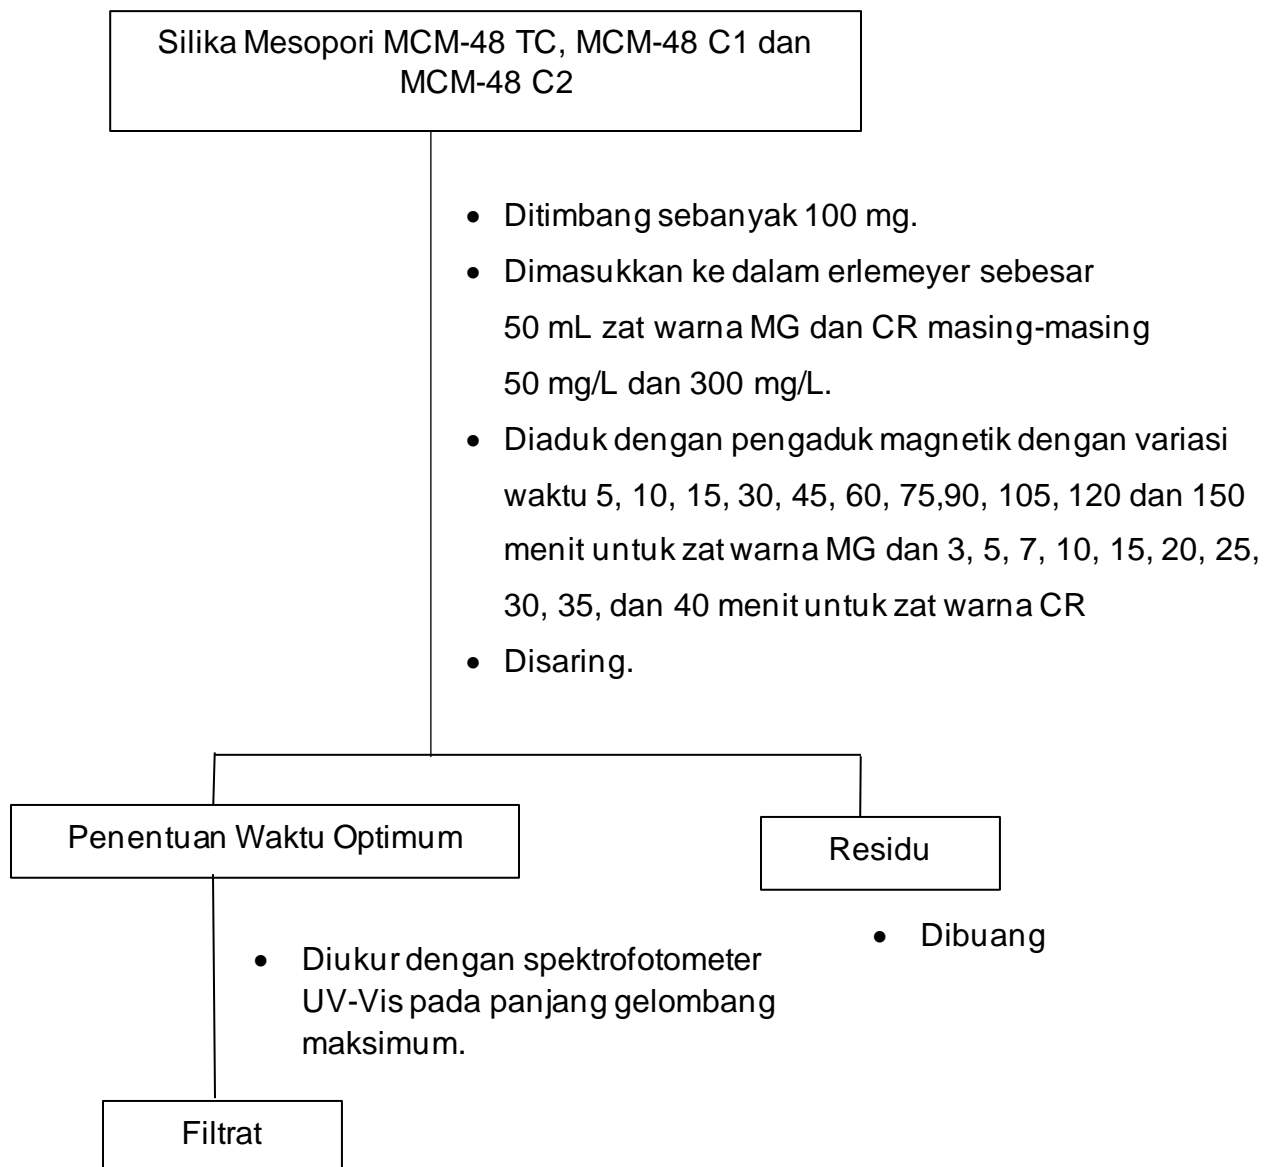 Silika Mesopori MCM-48 TC, MCM-48 C1 dan
MCM-48 C2
• Ditimbang sebanyak 100 mg.
• Dimasukkan ke dalam erlemeyer sebesar
50 mL zat warna MG dan CR masing-masing
50 mg/L dan 300 mg/L.
• Diaduk dengan pengaduk magnetik dengan variasi
waktu 5, 10, 15, 30, 45, 60, 75,90, 105, 120 dan 150
menit untuk zat warna MG dan 3, 5, 7, 10, 15, 20, 25,
30, 35, dan 40 menit untuk zat warna CR
• Disaring.
Penentuan Waktu Optimum
Residu
• Dibuang
• Diukur dengan spektrofotometer
UV-Vis pada panjang gelombang
maksimum.
Filtrat